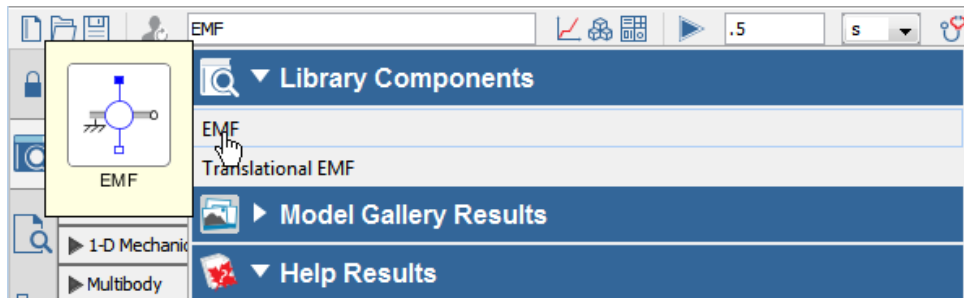 EMF
.5
s
Library Components
EMF
Translational EMF
EMF
Model Gallery Results
1-D Mechanic
Help Results
Multibody